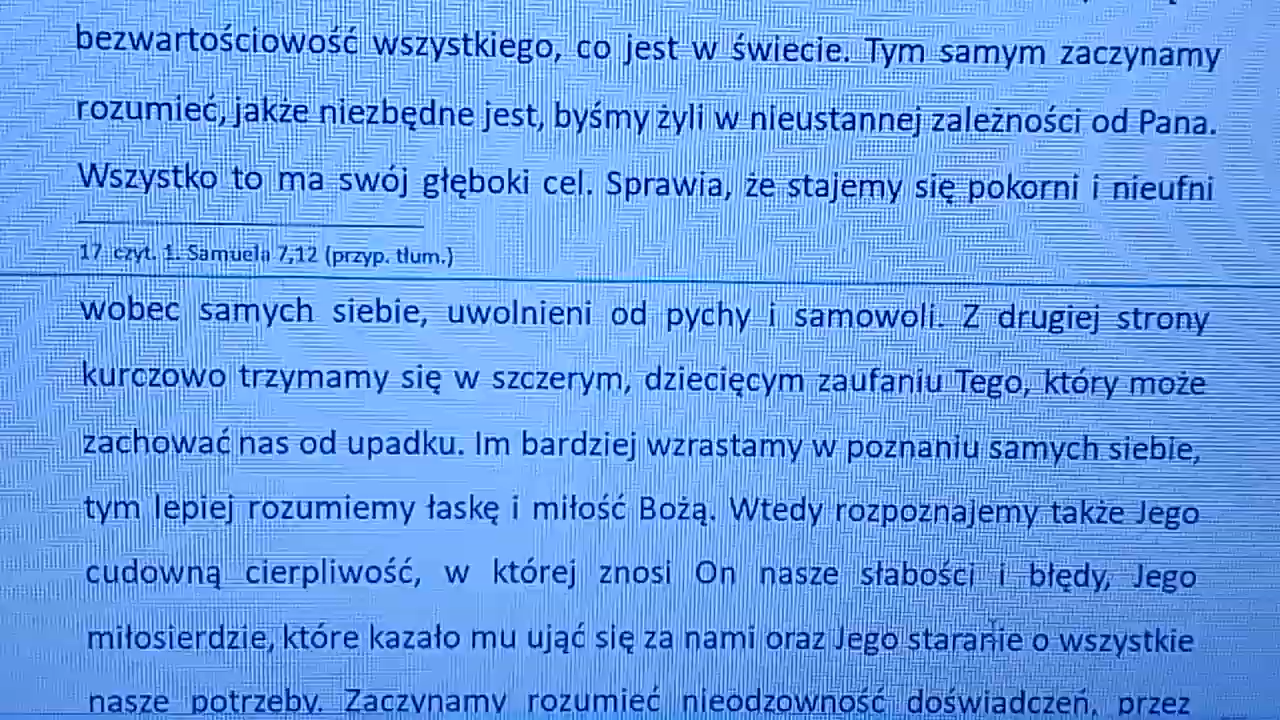 bezwartościowość wszystkiego, co jest w świecie. Tym samym zaczynamy
rozumieć, jakże niezbędne jest, byśmy żyli w nieustannej zależności od Pana.
Wszystko to ma swój głęboki cel. Sprawia, że stajemy się pokorni i nieufni
17 czyt. 1. Samuela 7,12 (przyp. tłum.)
wobec samych siebie, uwolnieni od pychy i samowoli. Z drugiej strony
kurczowo trzymamy się w szczerym, dziecięcym zaufaniu Tego, który może
zachować nas od upadku. Im bardziej wzrastamy w poznaniu samych siebie,
tym lepiej rozumiemy łaskę i miłość Bożą. Wtedy rozpoznajemy także Jego
cudowną cierpliwość, w której znosi On nasze słabości i błędy, Jego
miłosierdzie, które kazało mu ująć się za nami oraz Jego staranie o wszystkie
nasze potrzeby. Zaczynamy rozumieć nieodzowność doświadczeń, przez